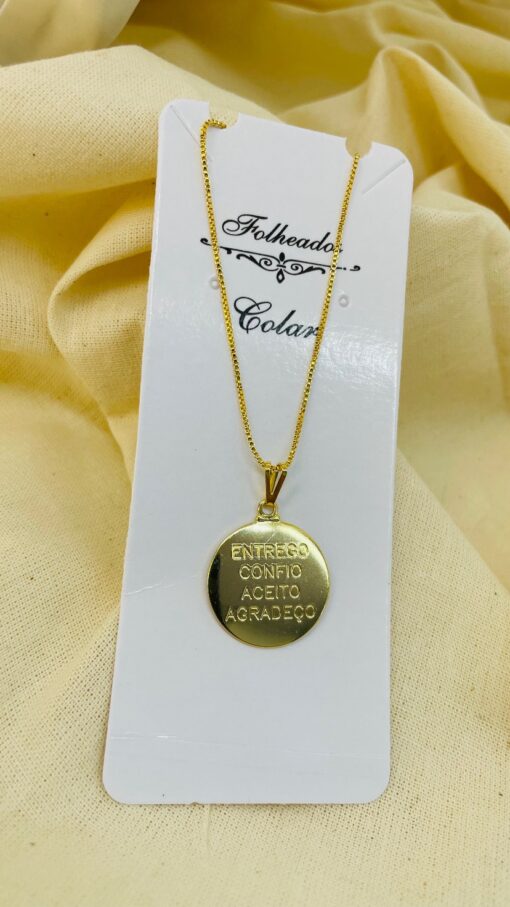 Folheados
Colar
ENTREGO
CONFIO
ACEITO
AGRADEÇO